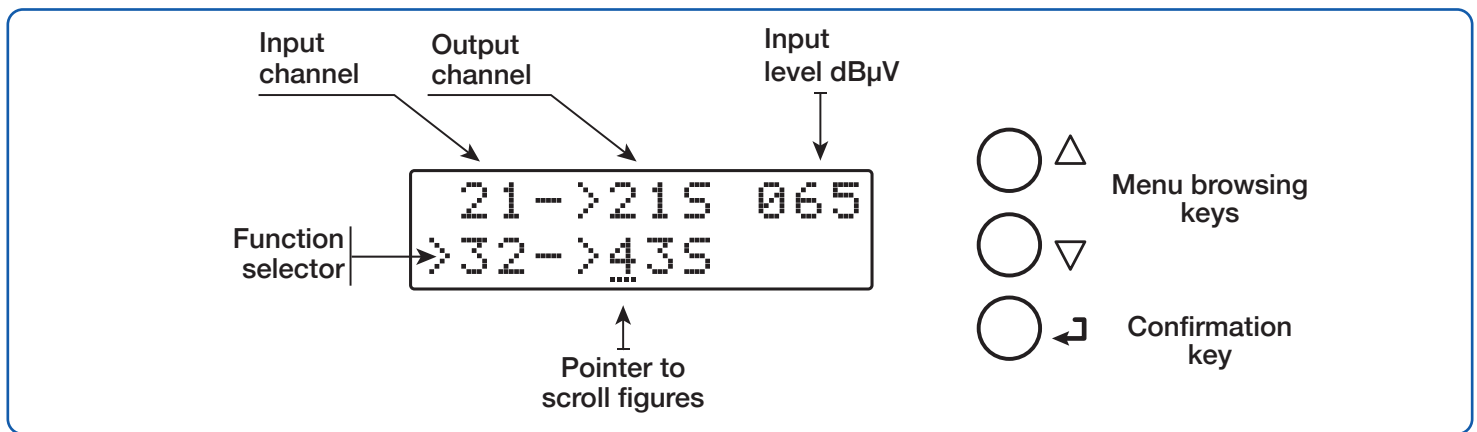 Input
channel
Output
channel
Input
level dBµV
21->21S 065
>32->43S
Function
selector
Pointer to
scroll figures
Menu browsing
keys
Confirmation
key